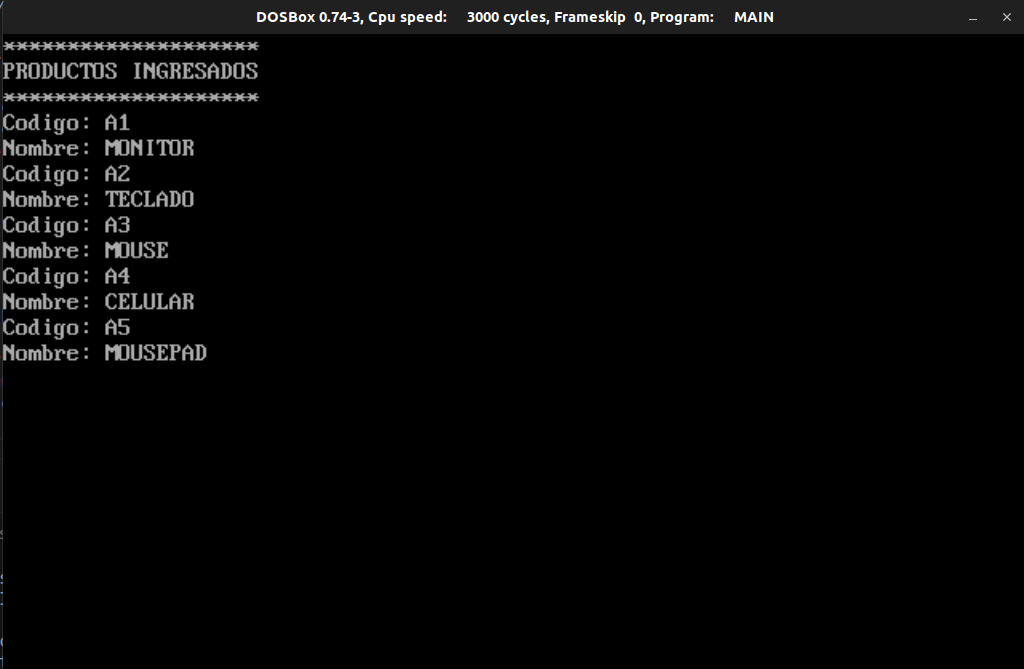 DOSBox 0.74-3, Cpu speed: 3000 cycles, Frameskip 0, Program: MAIN
********************
PRODUCTOS INGRESADOS
********************
Codigo: A1
Nombre: MONITOR
Codigo: A2
Nombre: TECLADO
Codigo: A3
Nombre: MOUSE
Codigo: A4
Nombre: CELULAR
Codigo: A5
Nombre: MOUSEPAD